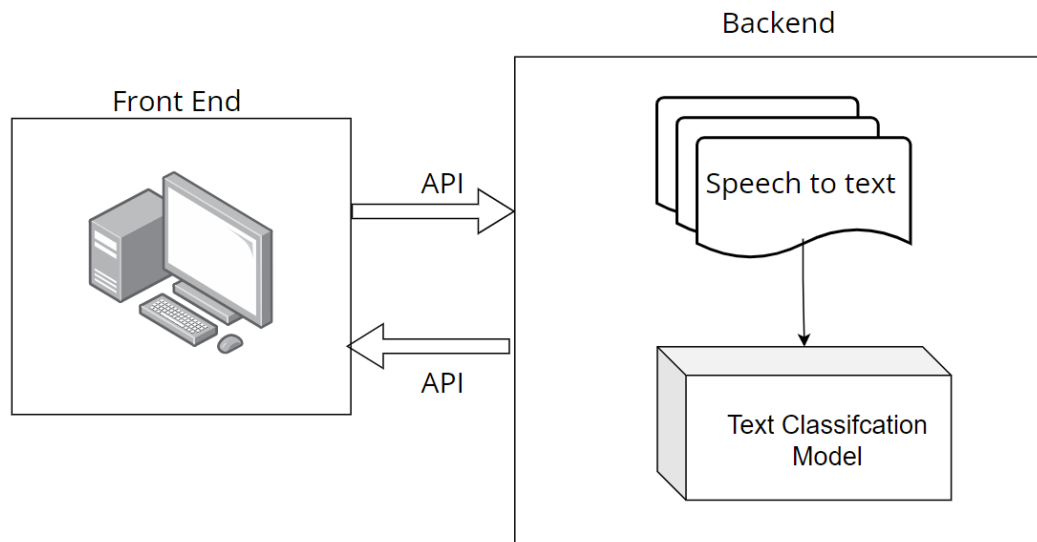 Backend
Front End
API
Speech to text
API
Text Classifcation
Model